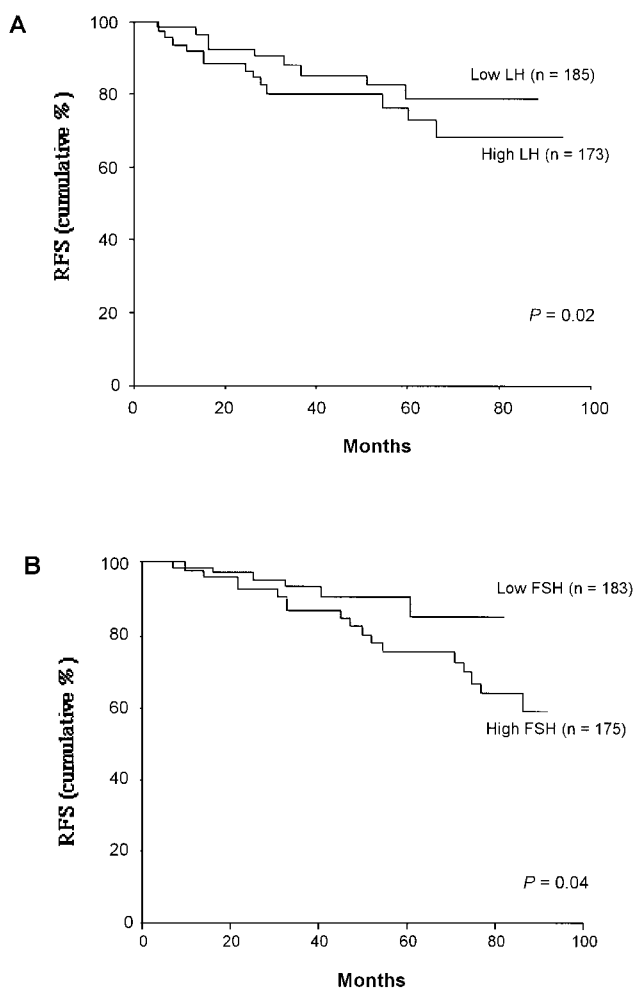 A
100
80
60
40
20
0
RFS (cumulative %)
Low LH (n = 185)
High LH (n = 173)
P = 0.02
0 20 40 60 80 100
Months
B
100
80
60
40
20
0
RFS (cumulative %)
Low FSH (n = 183)
High FSH (n = 175)
P = 0.04
0 20 40 60 80 100
Months